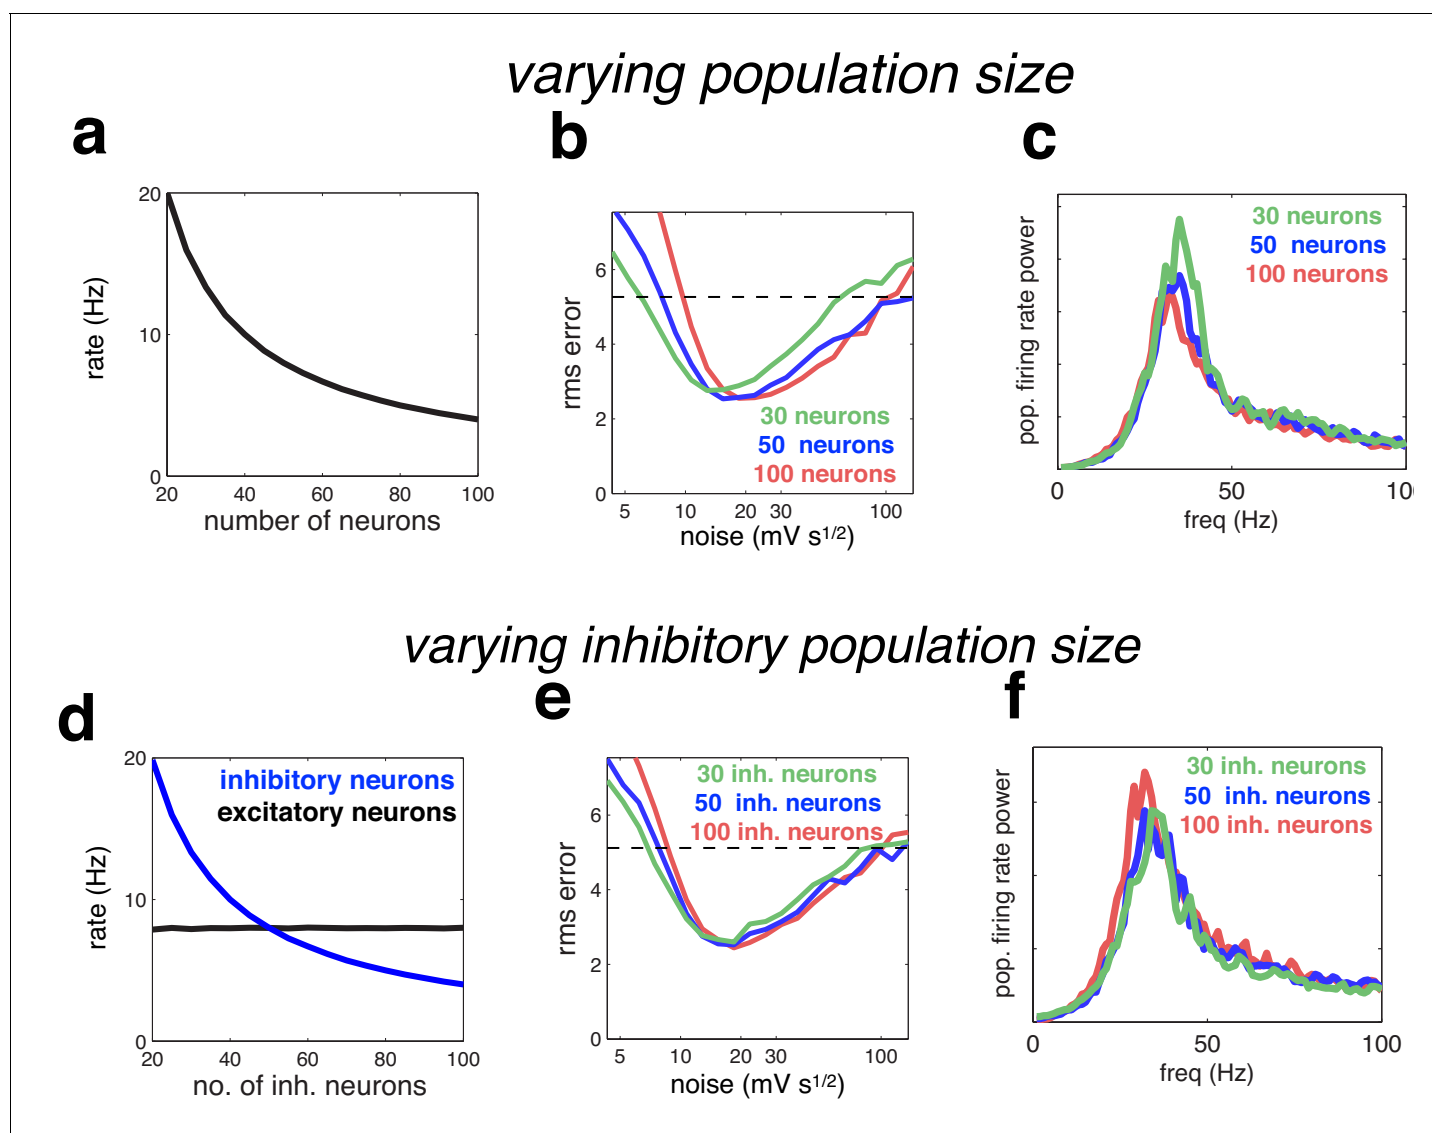 varying population size
a
b
c
20
10
0
rate (Hz)
20 40 60 80 100
number of neurons
6
4
2
0
rms error
30 neurons
50 neurons
100 neurons
5 10 20 30 100
noise (mV s1/2)
pop. firing rate power
30 neurons
50 neurons
100 neurons
0 50
freq (Hz)
varying inhibitory population size
d
e
f
20
10
0
rate (Hz)
inhibitory neurons
excitatory neurons
20 40 60 80 100
no. of inh. neurons
6
4
2
0
rms error
30 inh. neurons
50 inh. neurons
100 inh. neurons
5 10 20 30 100
noise (mV s1/2)
pop. firing rate power
30 inh. neurons
50 inh. neurons
100 inh. neurons
0 50 100
freq (Hz)